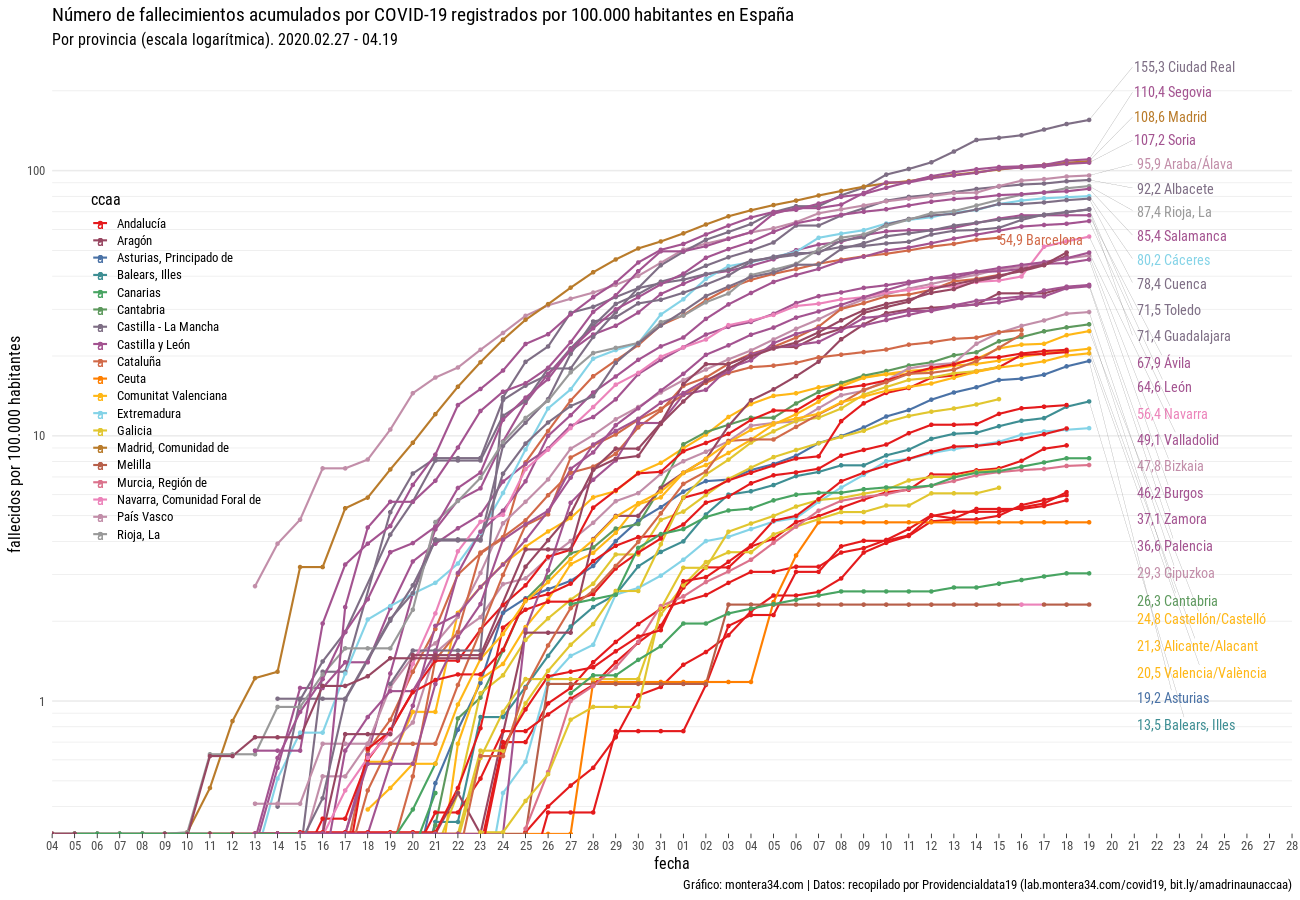 Número de fallecimientos acumulados por COVID-19 registrados por 100.000 habitantes en España
Por provincia (escala logarítmica). 2020.02.27 - 04.19
fallecidos por 100.000 habitantes
100
10
1
ccaa
Andalucía
Aragón
Asturias, Principado de
Balears, Illes
Canarias
Cantabria
Castilla - La Mancha
Castilla y León
Cataluña
Ceuta
Comunitat Valenciana
Extremadura
Galicia
Madrid, Comunidad de
Melilla
Murcia, Región de
Navarra, Comunidad Foral de
País Vasco
Rioja, La
155,3 Ciudad Real
110,4 Segovia
108,6 Madrid
107,2 Soria
95,9 Araba/Álava
92,2 Albacete
87,4 Rioja, La
85,4 Salamanca
54,9 Barcelona
80,2 Cáceres
78,4 Cuenca
71,5 Toledo
71,4 Guadalajara
67,9 Ávila
64,6 León
56,4 Navarra
49,1 Valladolid
47,8 Bizkaia
46,2 Burgos
37,1 Zamora
36,6 Palencia
29,3 Gipuzkoa
26,3 Cantabria
24,8 Castellón/Castelló
21,3 Alicante/Alacant
20,5 Valencia/València
19,2 Asturias
13,5 Balears, Illes
04 05 06 07 08 09 10 11 12 13 14 15 16 17 18 19 20 21 22 23 24 25 26 27 28 29 30 31 01 02 03 04 05 06 07 08 09 10 11 12 13 14 15 16 17 18 19 20 21 22 23 24 25 26 27 28
fecha
Gráfico: montera34.com | Datos: recopilado por Providencialdata19 (lab.montera34.com/covid19, bit.ly/amadrinaunaccaa)